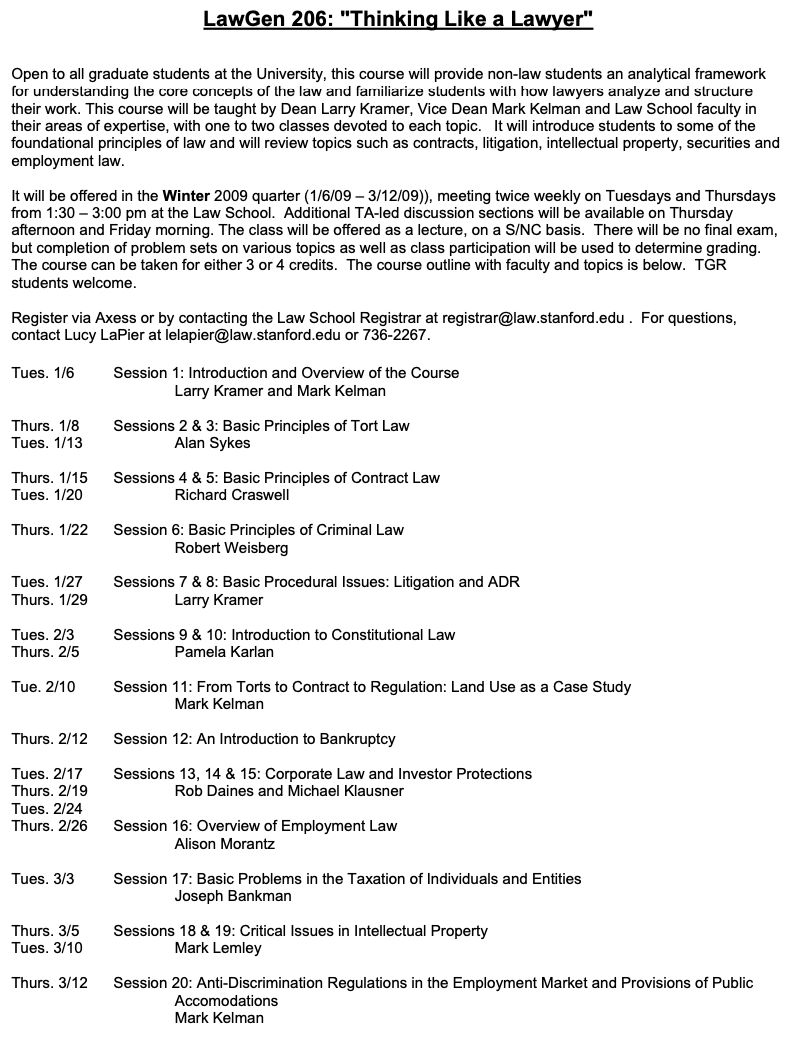 LawGen 206: "Thinking Like a Lawyer"
Open to all graduate students at the University, this course will provide non-law students an analytical framework
for understanding the core concepts of the law and familiarize students with how lawyers analyze and structure
their work. This course will be taught by Dean Larry Kramer, Vice Dean Mark Kelman and Law School faculty in
their areas of expertise, with one to two classes devoted to each topic.   It will introduce students to some of the
foundational principles of law and will review topics such as contracts, litigation, intellectual property, securities and
employment law.
It will be offered in the Winter 2009 quarter (1/6/09 – 3/12/09)), meeting twice weekly on Tuesdays and Thursdays
from 1:30 – 3:00 pm at the Law School.  Additional TA-led discussion sections will be available on Thursday
afternoon and Friday morning. The class will be offered as a lecture, on a S/NC basis.  There will be no final exam,
but completion of problem sets on various topics as well as class participation will be used to determine grading.
The course can be taken for either 3 or 4 credits.  The course outline with faculty and topics is below.  TGR
students welcome.
Register via Axess or by contacting the Law School Registrar at registrar@law.stanford.edu .  For questions,
contact Lucy LaPier at lelapier@law.stanford.edu or 736-2267.
Tues. 1/6 Session 1: Introduction and Overview of the Course
Larry Kramer and Mark Kelman
Thurs. 1/8 Sessions 2 & 3: Basic Principles of Tort Law
Tues. 1/13 Alan Sykes
Thurs. 1/15 Sessions 4 & 5: Basic Principles of Contract Law
Tues. 1/20 Richard Craswell
Thurs. 1/22 Session 6: Basic Principles of Criminal Law
Robert Weisberg
Tues. 1/27 Sessions 7 & 8: Basic Procedural Issues: Litigation and ADR
Thurs. 1/29 Larry Kramer
Tues. 2/3 Sessions 9 & 10: Introduction to Constitutional Law
Thurs. 2/5 Pamela Karlan
Tue. 2/10 Session 11: From Torts to Contract to Regulation: Land Use as a Case Study
Mark Kelman
Thurs. 2/12 Session 12: An Introduction to Bankruptcy
Tues. 2/17 Sessions 13, 14 & 15: Corporate Law and Investor Protections
Thurs. 2/19 Rob Daines and Michael Klausner
Tues. 2/24
Thurs. 2/26 Session 16: Overview of Employment Law
Alison Morantz
Tues. 3/3 Session 17: Basic Problems in the Taxation of Individuals and Entities
Joseph Bankman
Thurs. 3/5 Sessions 18 & 19: Critical Issues in Intellectual Property
Tues. 3/10 Mark Lemley
Thurs. 3/12 Session 20: Anti-Discrimination Regulations in the Employment Market and Provisions of Public
Accomodations
Mark Kelman